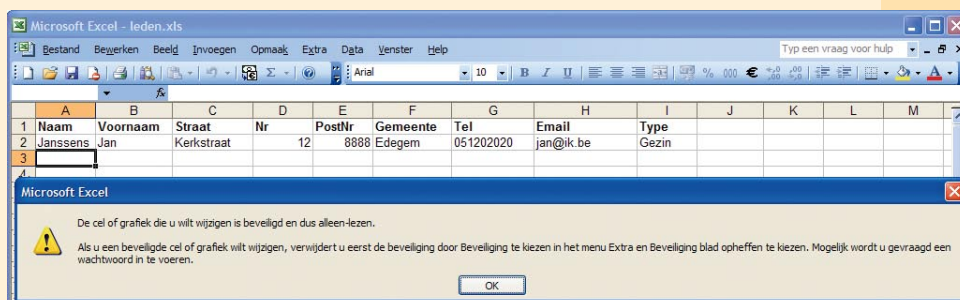 Microsoft Excel - leden.xls
Bestand Bewerken Beeld Invoegen Opmaak Extra Data Venster Help Typ een vraag voor hulp
Arial 10 B I U % 000 €
fx
A B C D E F G H I J K L M
1 Naam Voornaam Straat Nr PostNr Gemeente Tel Email Type
2 Janssens Jan Kerkstraat 12 8888 Edegem 051202020 jan@ik.be Gezin
3
4
Microsoft Excel
De cel of grafiek die u wilt wijzigen is beveiligd en dus alleen-lezen.
Als u een beveiligde cel of grafiek wilt wijzigen, verwijdert u eerst de beveiliging door Beveiliging te kiezen in het menu Extra en Beveiliging blad opheffen te kiezen. Mogelijk wordt u gevraagd een
wachtwoord in te voeren.
OK